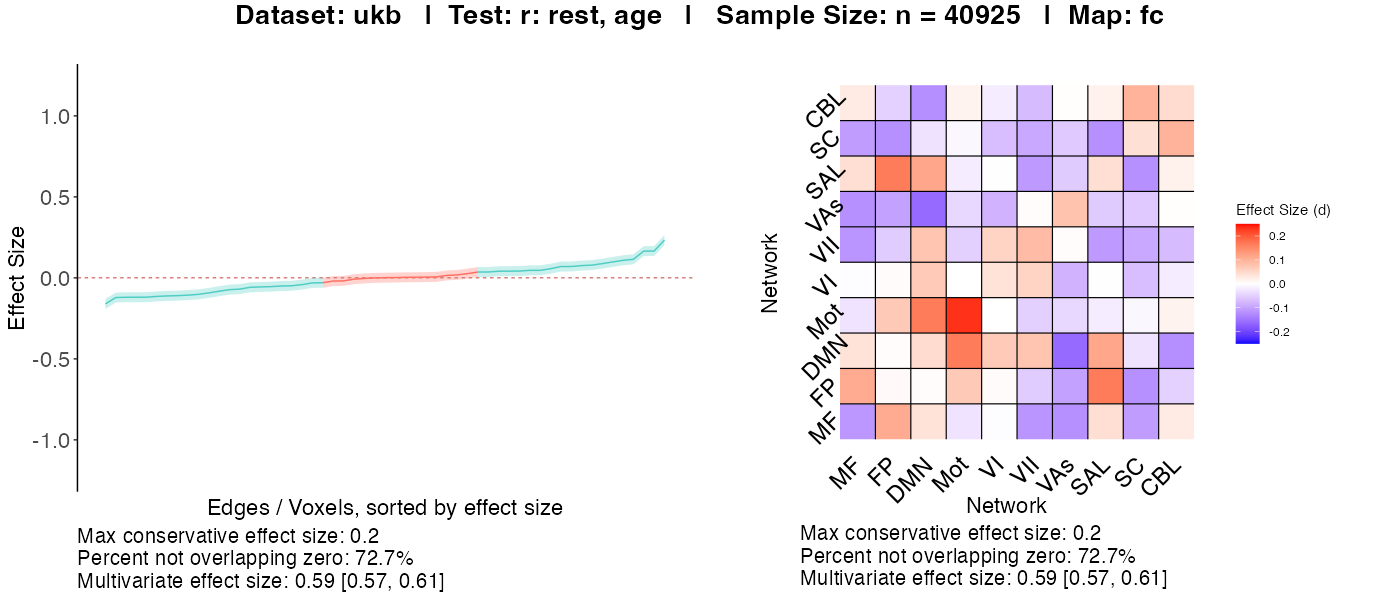 Dataset: ukb | Test: r: rest, age | Sample Size: n = 40925 | Map: fc
Effect Size
1.0
0.5
0.0
-0.5
-1.0
Edges / Voxels, sorted by effect size
Max conservative effect size: 0.2
Percent not overlapping zero: 72.7%
Multivariate effect size: 0.59 [0.57, 0.61]
Network
CBL
SC
SAL
VAs
VII
VI
Mot
DMN
FP
MF
MF FP DMN Mot VI VII VAs SAL SC CBL
Network
Max conservative effect size: 0.2
Percent not overlapping zero: 72.7%
Multivariate effect size: 0.59 [0.57, 0.61]
Effect Size (d)
0.2
0.1
0.0
-0.1
-0.2